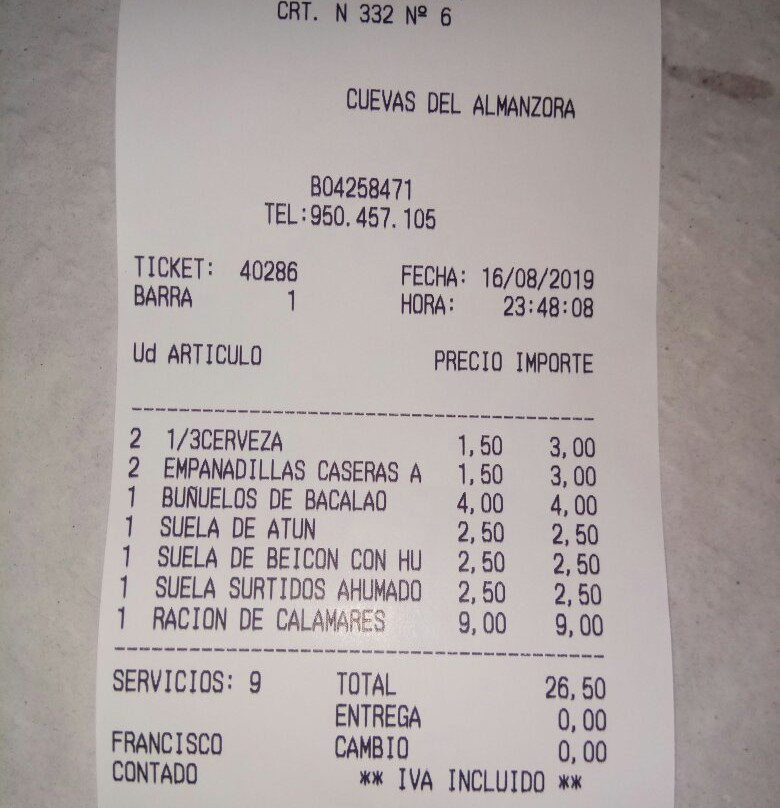 CRT. N 332 Nº 6
CUEVAS DEL ALMANZORA
B04258471
TEL:950.457.105
TICKET: 40286 FECHA: 16/08/2019
BARRA 1 HORA: 23:48:08
Ud ARTICULO PRECIO IMPORTE
2 1/3CERVEZA 1,50 3,00
2 EMPANADILLAS CASERAS A 1,50 3,00
1 BUÑUELOS DE BACALAO 4,00 4,00
1 SUELA DE ATUN 2,50 2,50
1 SUELA DE BEICON CON HU 2,50 2,50
1 SUELA SURTIDOS AHUMADO 2,50 2,50
1 RACION DE CALAMARES 9,00 9,00
SERVICIOS: 9 TOTAL 26,50
ENTREGA 0,00
FRANCISCO CAMBIO 0,00
CONTADO ** IVA INCLUIDO **